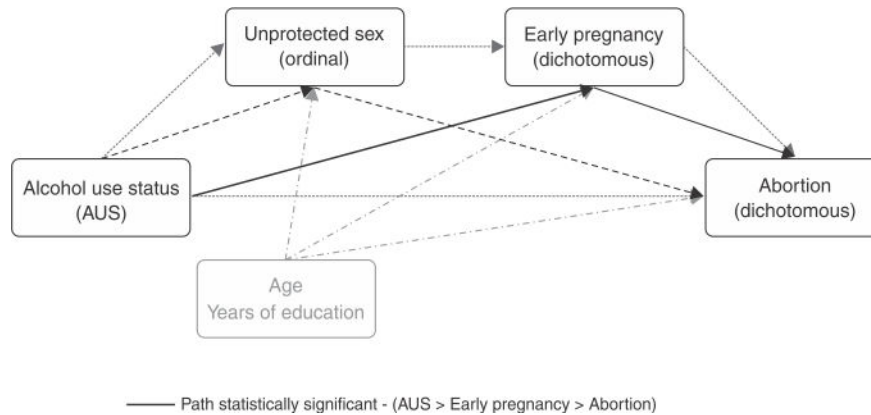 Unprotected sex
(ordinal)
Early pregnancy
(dichotomous)
Alcohol use status
(AUS)
Abortion
(dichotomous)
Age
Years of education
Path statistically significant - (AUS > Early pregnancy > Abortion)